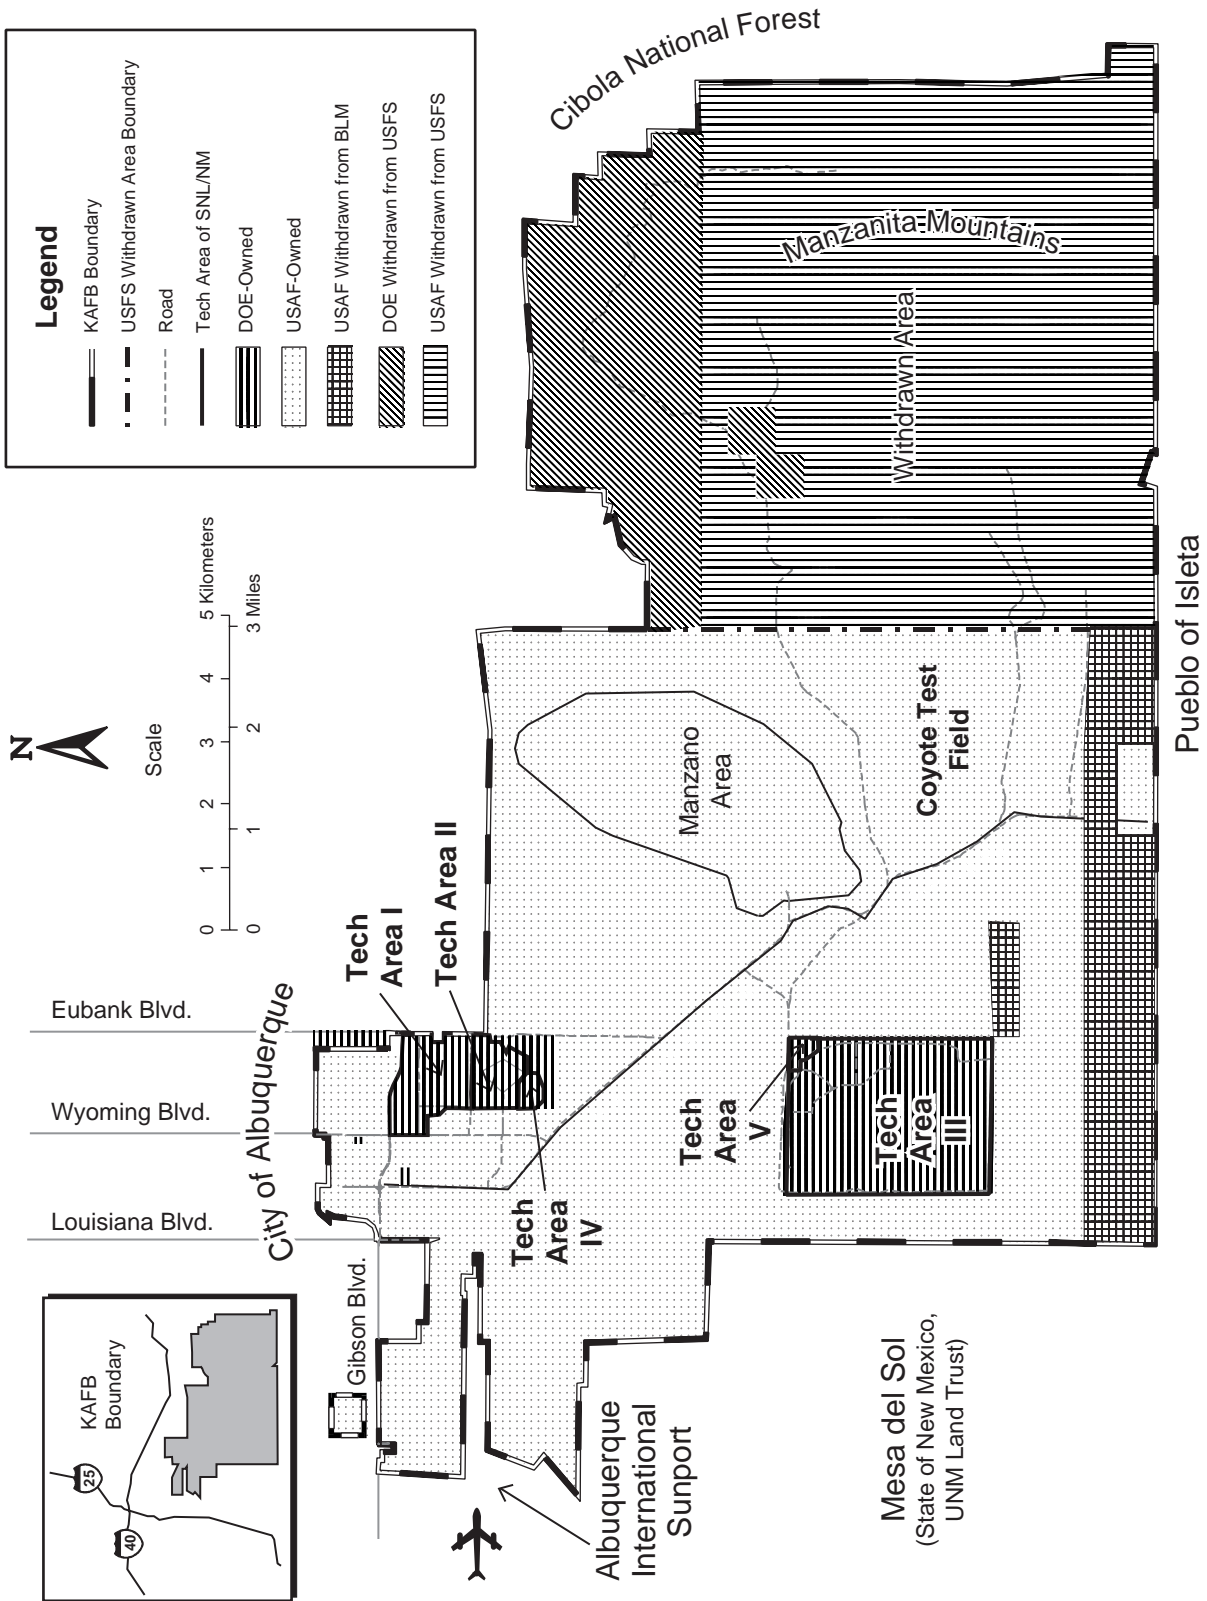 KAFB
Boundary
25
40
N
Scale
0 1 2 3 4 5 Kilometers
0 1 2 3 Miles
Legend
KAFB Boundary
USFS Withdrawn Area Boundary
Road
Tech Area of SNL/NM
DOE-Owned
USAF-Owned
USAF Withdrawn from BLM
DOE Withdrawn from USFS
USAF Withdrawn from USFS
Louisiana Blvd.
Wyoming Blvd.
Eubank Blvd.
City of Albuquerque
Gibson Blvd.
Tech
Area I
Tech Area II
Tech
Area
IV
Albuquerque
International
Sunport
Cibola National Forest
Manzano
Area
Manzanita Mountains
Withdrawn Area
Tech
Area
V
Tech
Area
III
Coyote Test
Field
Mesa del Sol
(State of New Mexico,
UNM Land Trust)
Pueblo of Isleta